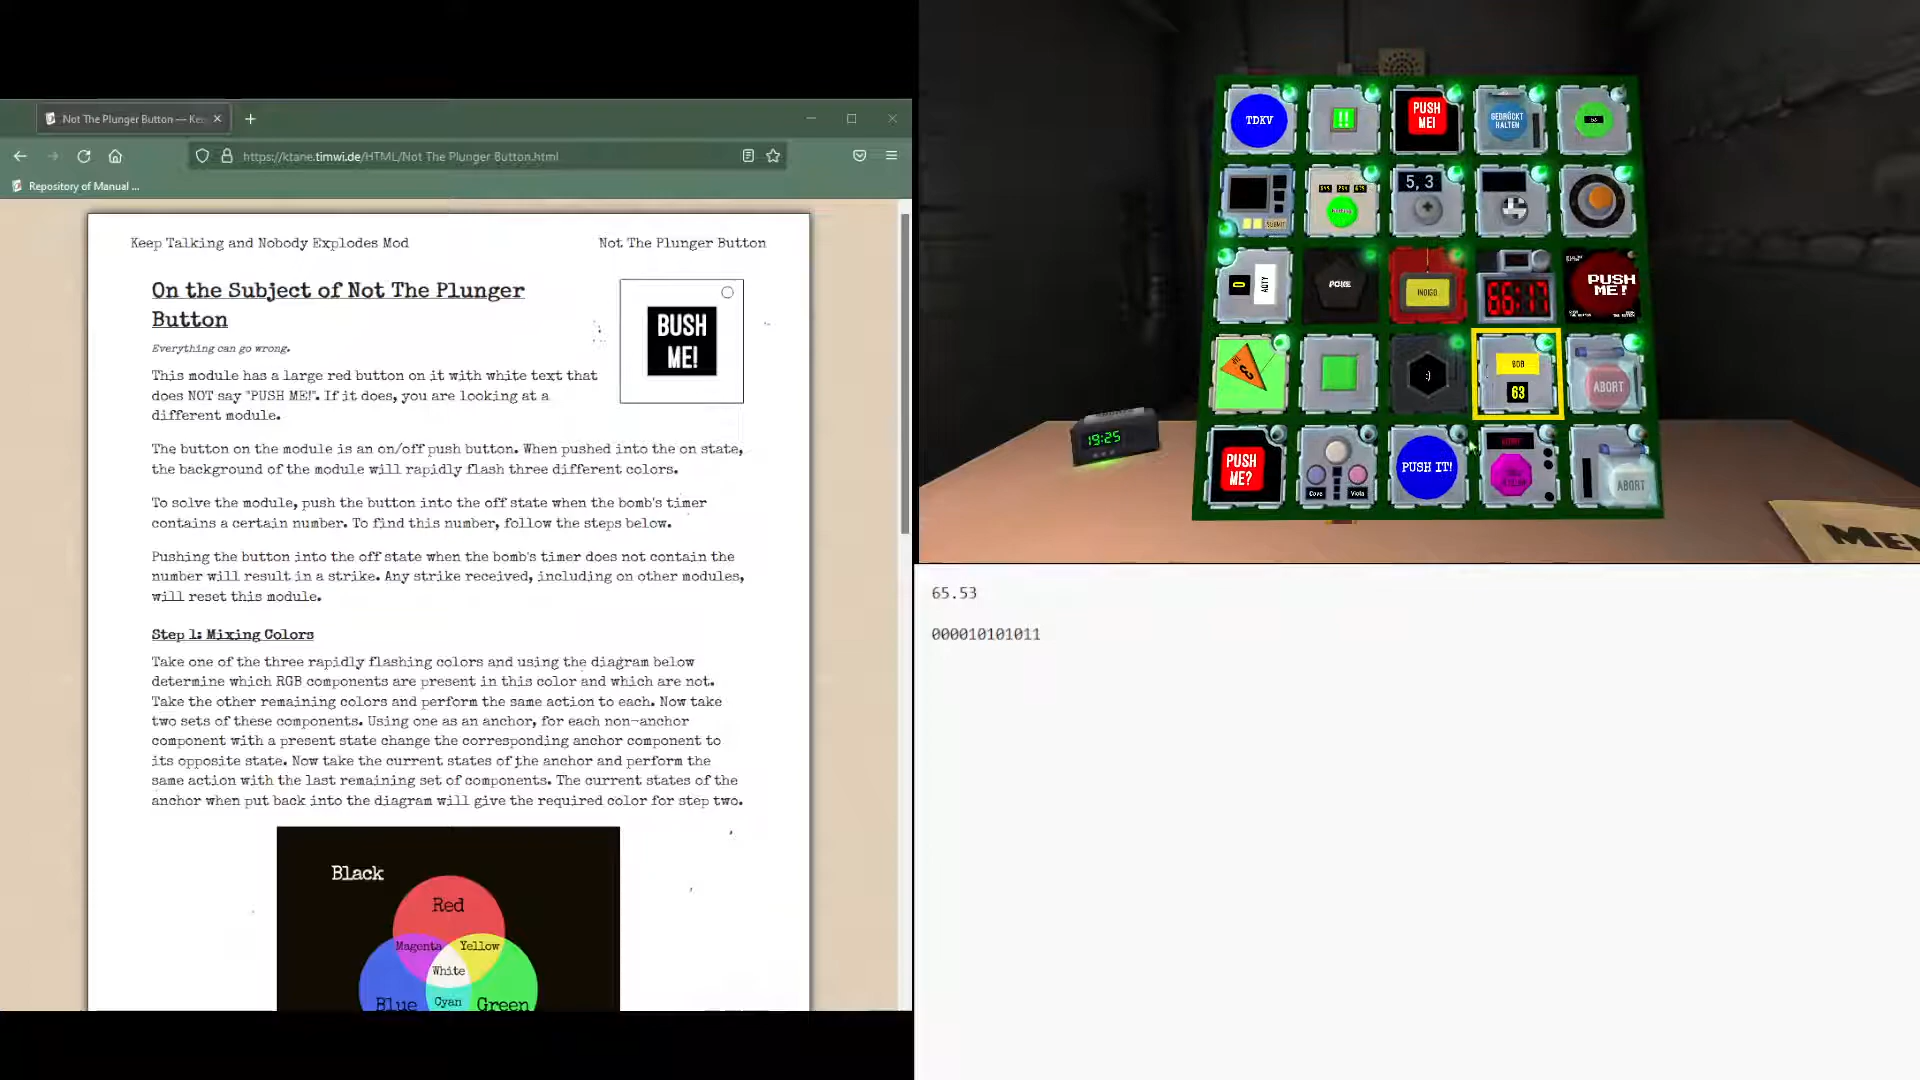 Not The Plunger Button — Ke
https://ktane.timwi.de/HTML/Not The Plunger Button.html
Repository of Manual ...
Keep Talking and Nobody Explodes Mod
Not The Plunger Button
On the Subject of Not The Plunger
Button
Everything can go wrong.
BUSH
ME!
This module has a large red button on it with white text that
does NOT say "PUSH ME!". If it does, you are looking at a
different module.
The button on the module is an on/off push button. When pushed into the on state,
the background of the module will rapidly flash three different colors.
To solve the module, push the button into the off state when the bomb's timer
contains a certain number. To find this number, follow the steps below.
Pushing the button into the off state when the bomb's timer does not contain the
number will result in a strike. Any strike received, including on other modules,
will reset this module.
Step 1: Mixing Colors
Take one of the three rapidly flashing colors and using the diagram below
determine which RGB components are present in this color and which are not.
Take the other remaining colors and perform the same action to each. Now take
two sets of these components. Using one as an anchor, for each non-anchor
component with a present state change the corresponding anchor component to
its opposite state. Now take the current states of the anchor and perform the
same action with the last remaining set of components. The current states of the
anchor when put back into the diagram will give the required color for step two.
Black
Red
Magenta
Yellow
White
Blue
Cyan
Green
TDKV
!!
PUSH
ME!
GEDRÜCKT
HALTEN
5, 3
SUBMIT
POKE
INDIGO
66:17
PUSH
ME!
3
:)
BOB
63
ABORT
19:25
PUSH
ME?
Cove
Viola
PUSH IT!
ABORT
65.53
000010101011